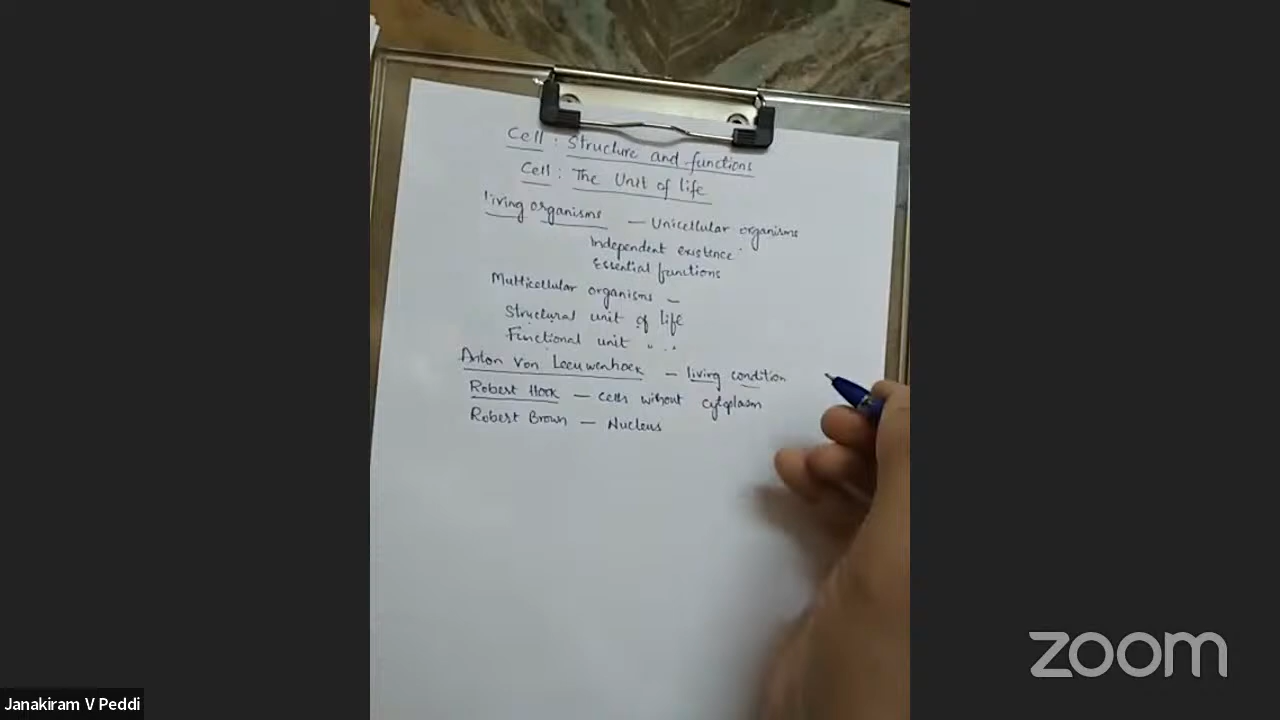 Cell : Structure and functions
Cell : The Unit of life
living organisms — Unicellular organisms
Independent existence
Essential functions
Multicellular organisms —
Structural unit of life
Functional unit " "
Anton Von Leeuwenhoek — living condition
Robert Hook — cells without cytoplasm
Robert Brown — Nucleus
zoom
Janakiram V Peddi